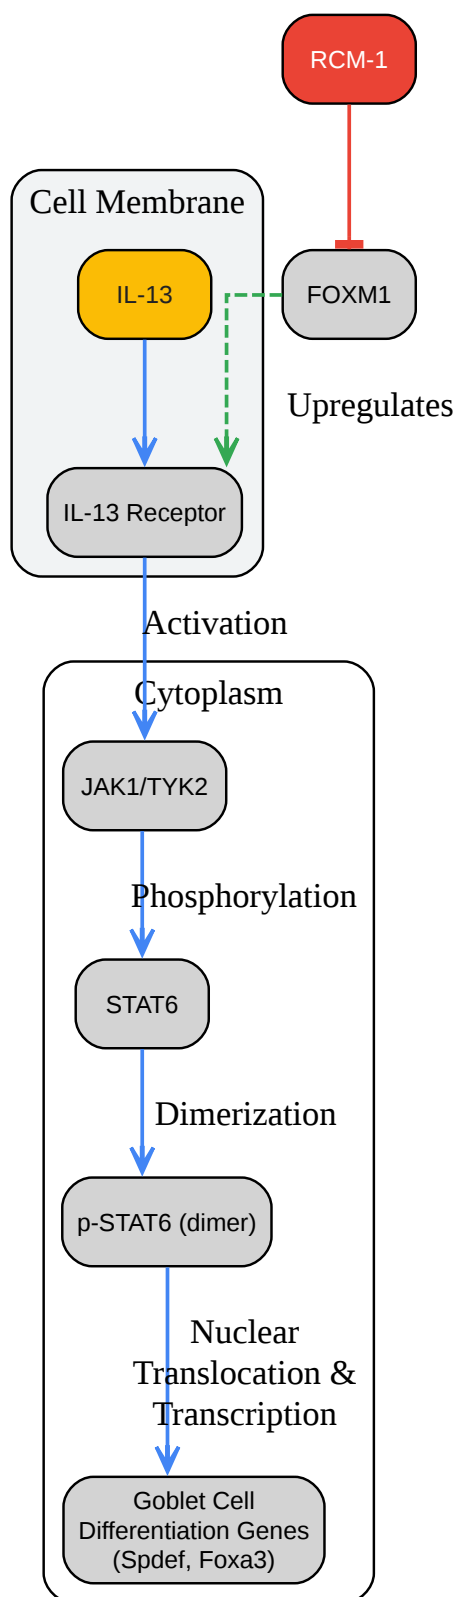 RCM-1
Cell Membrane
IL-13
FOXM1
Upregulates
IL-13 Receptor
Activation
Cytoplasm
JAK1/TYK2
Phosphorylation
STAT6
Dimerization
p-STAT6 (dimer)
Nuclear
Translocation &
Transcription
Goblet Cell
Differentiation Genes
(Spdef, Foxa3)